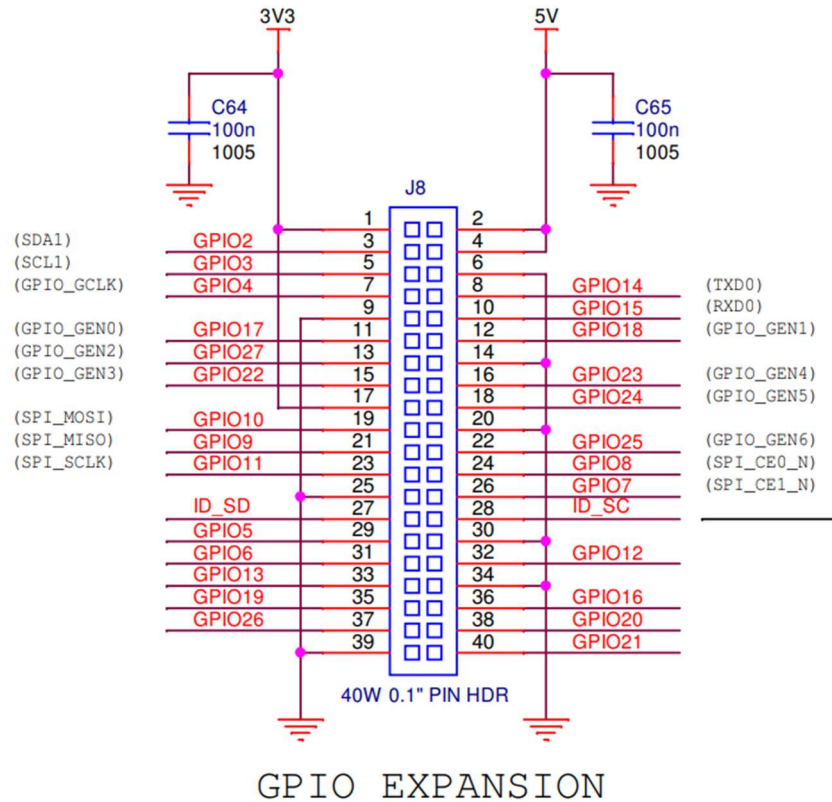 3V3 5V
C64 C65
100n 100n
1005 1005
J8
1 2
(SDA1) GPIO2 3 4
(SCL1) GPIO3 5 6
(GPIO_GCLK) GPIO4 7 8 GPIO14 (TXD0)
9 10 GPIO15 (RXD0)
(GPIO_GEN0) GPIO17 11 12 GPIO18 (GPIO_GEN1)
(GPIO_GEN2) GPIO27 13 14
(GPIO_GEN3) GPIO22 15 16 GPIO23 (GPIO_GEN4)
17 18 GPIO24 (GPIO_GEN5)
(SPI_MOSI) GPIO10 19 20
(SPI_MISO) GPIO9 21 22 GPIO25 (GPIO_GEN6)
(SPI_SCLK) GPIO11 23 24 GPIO8 (SPI_CE0_N)
25 26 GPIO7 (SPI_CE1_N)
ID_SD 27 28 ID_SC
GPIO5 29 30
GPIO6 31 32 GPIO12
GPIO13 33 34
GPIO19 35 36 GPIO16
GPIO26 37 38 GPIO20
39 40 GPIO21
40W 0.1" PIN HDR
GPIO EXPANSION